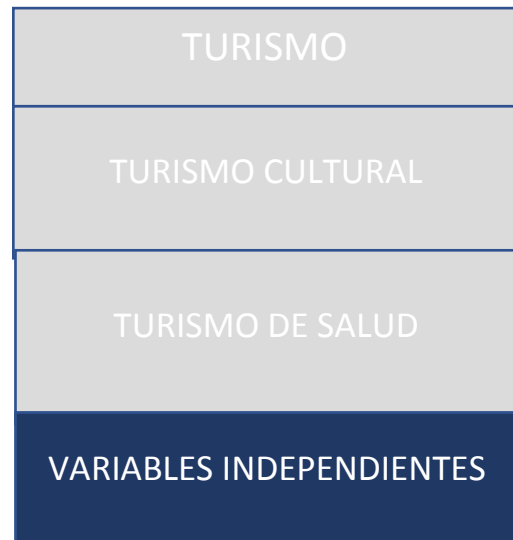 TURISMO
TURISMO CULTURAL
TURISMO DE SALUD
VARIABLES INDEPENDIENTES